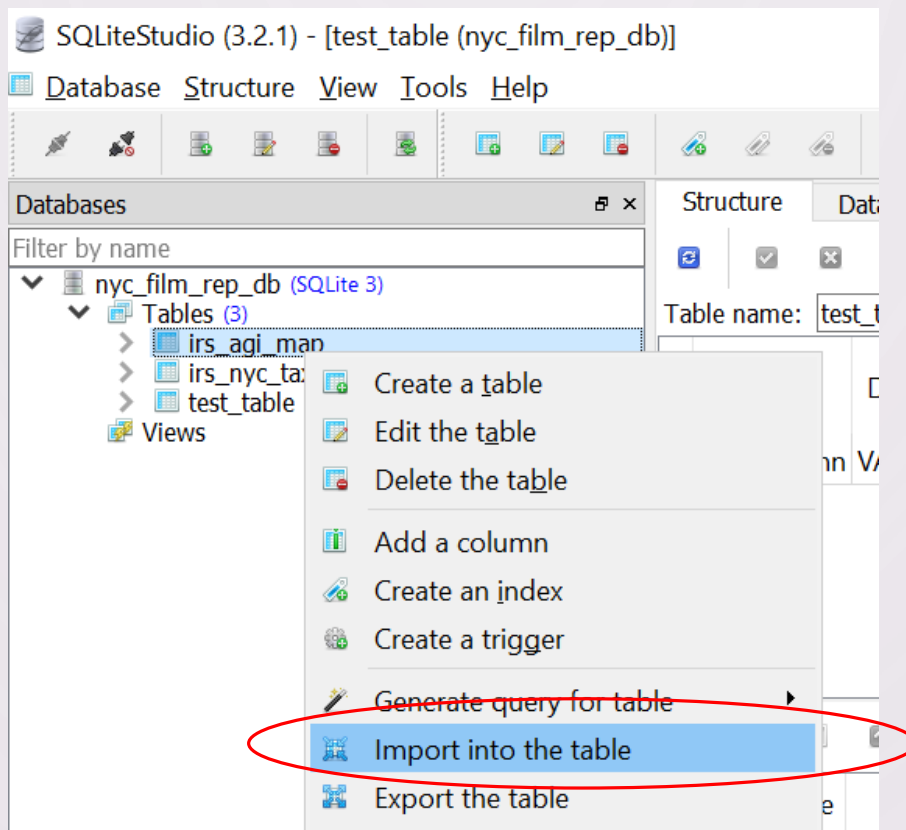 SQLiteStudio (3.2.1) - [test_table (nyc_film_rep_db)]
Database Structure View Tools Help
Databases
Structure
Filter by name
nyc_film_rep_db (SQLite 3)
Tables (3)
Table name:
irs_agi_map
test_table
Views
Create a table
Edit the table
Delete the table
Add a column
Create an index
Create a trigger
Generate query for table
Import into the table
Export the table